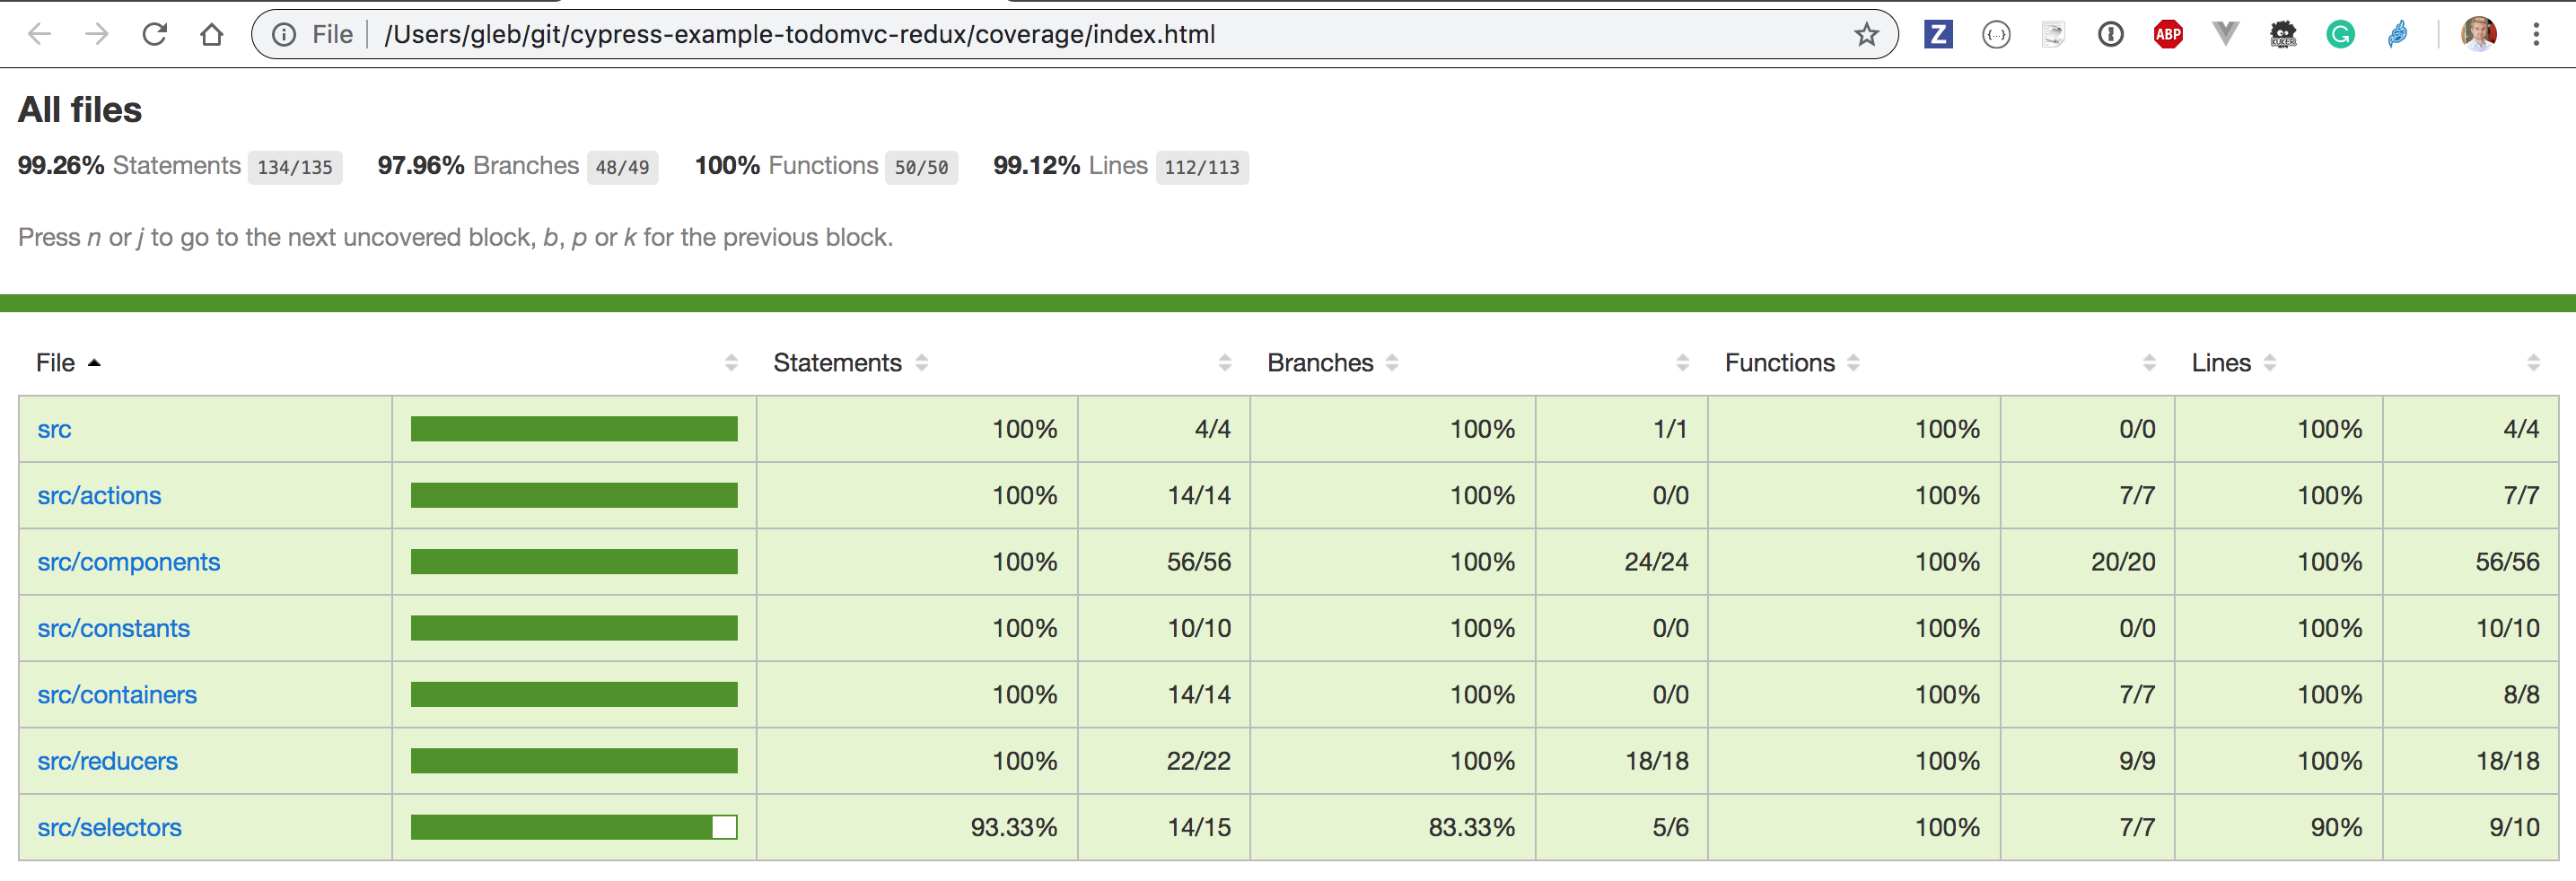 File /Users/gleb/git/cypress-example-todomvc-redux/coverage/index.html Z {...} ABP KUKER G
All files
99.26% Statements 134/135 97.96% Branches 48/49 100% Functions 50/50 99.12% Lines 112/113
Press n or j to go to the next uncovered block, b, p or k for the previous block.
File Statements Branches Functions Lines
src 100% 4/4 100% 1/1 100% 0/0 100% 4/4
src/actions 100% 14/14 100% 0/0 100% 7/7 100% 7/7
src/components 100% 56/56 100% 24/24 100% 20/20 100% 56/56
src/constants 100% 10/10 100% 0/0 100% 0/0 100% 10/10
src/containers 100% 14/14 100% 0/0 100% 7/7 100% 8/8
src/reducers 100% 22/22 100% 18/18 100% 9/9 100% 18/18
src/selectors 93.33% 14/15 83.33% 5/6 100% 7/7 90% 9/10